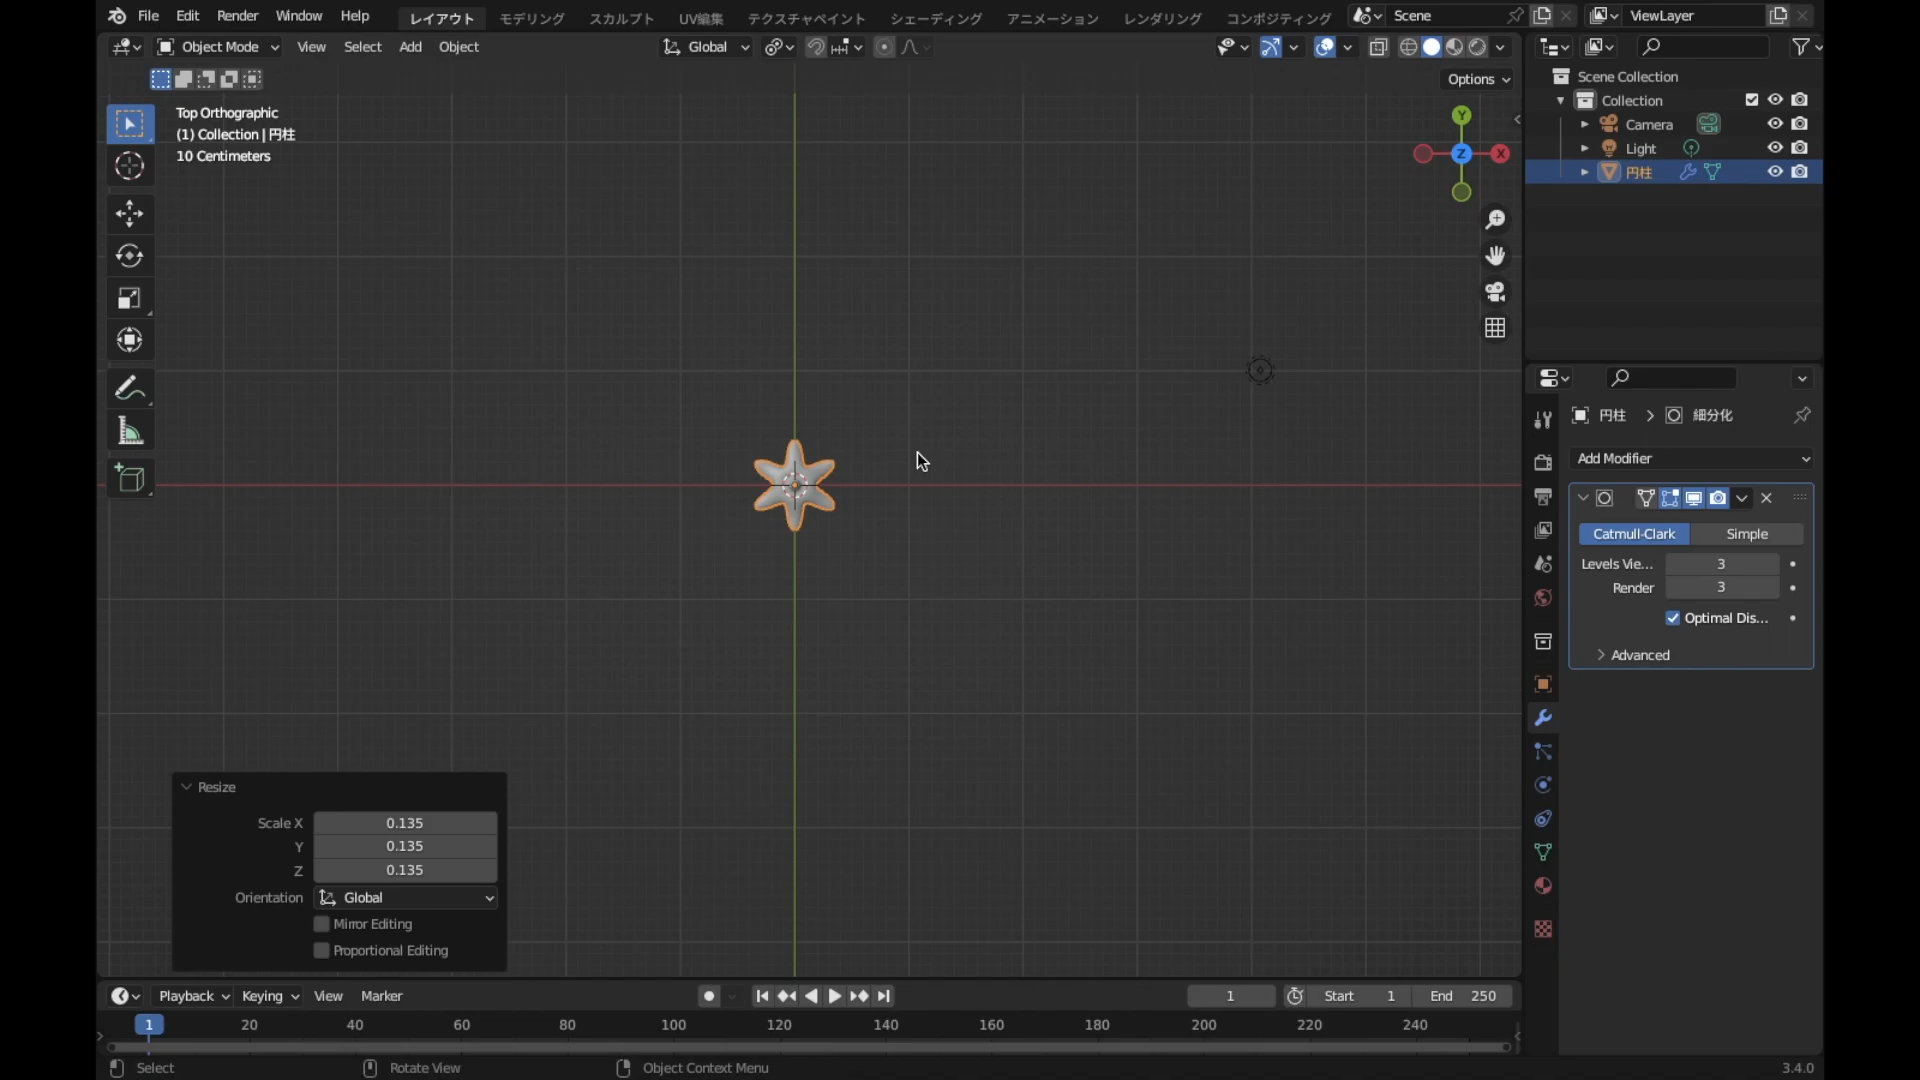 File Edit Render Window Help レイアウト モデリング スカルプト UV編集 テクスチャペイント シェーディング アニメーション レンダリング コンポジティング Scene ViewLayer
Object Mode View Select Add Object Global
Options
Top Orthographic
(1) Collection | 円柱
10 Centimeters
Y
X
Z
Scene Collection
Collection
Camera
Light
円柱
円柱 > 細分化
Add Modifier
Catmull-Clark Simple
Levels Vie... 3
Render 3
Optimal Dis...
Advanced
Resize
Scale X 0.135
Y 0.135
Z 0.135
Orientation Global
Mirror Editing
Proportional Editing
Playback Keying View Marker 1 Start 1 End 250
1 20 40 60 80 100 120 140 160 180 200 220 240
Select Rotate View Object Context Menu 3.4.0